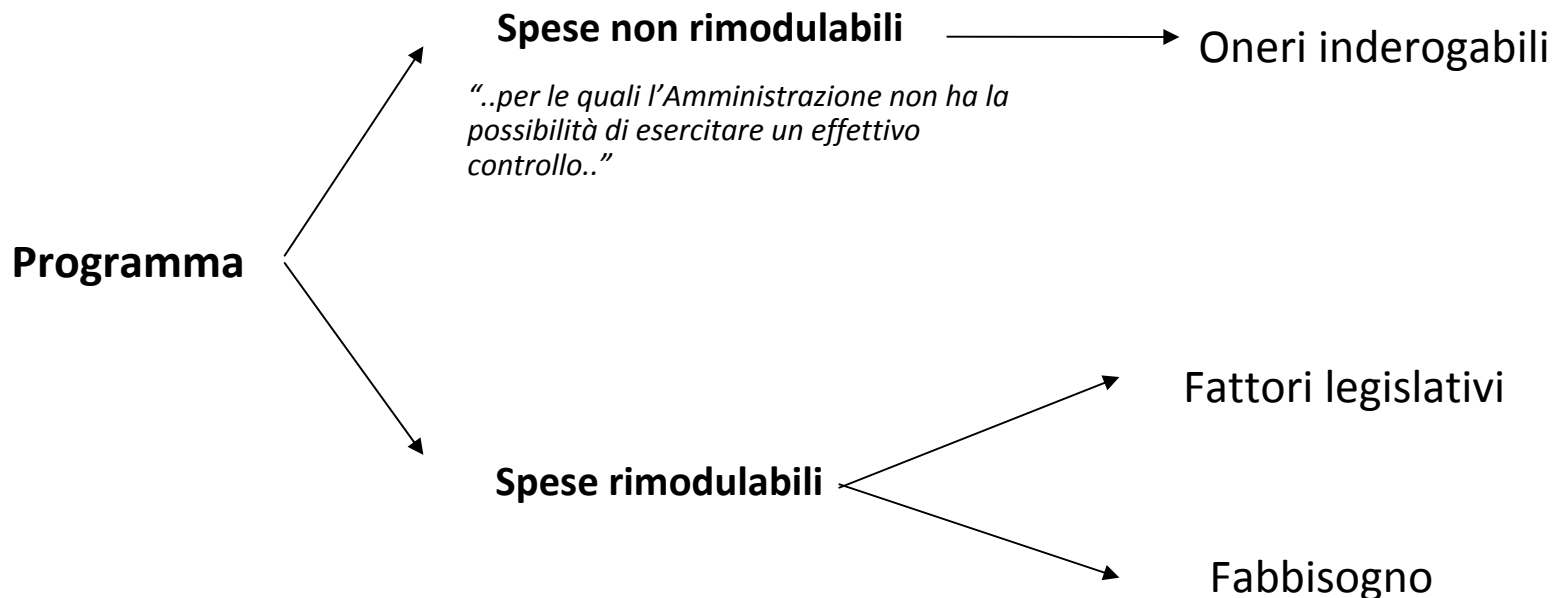 Spese non rimodulabili
Oneri inderogabili
“..per le quali l’Amministrazione non ha la
possibilità di esercitare un effettivo
controllo..”
Programma
Fattori legislativi
Spese rimodulabili
Fabbisogno